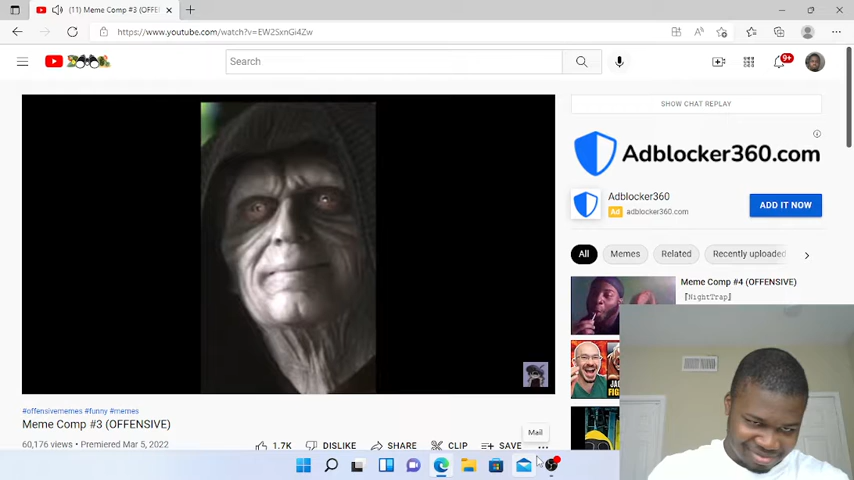 (11) Meme Comp #3 (OFFE
https://www.youtube.com/watch?v=EW2SxnGi4Zw
Search
9+
SHOW CHAT REPLAY
Adblocker360.com
Adblocker360
Ad adblocker360.com
ADD IT NOW
All Memes Related Recently uploaded
Meme Comp #4 (OFFENSIVE)
『NightTrap』
#offensivememes #funny #memes
Meme Comp #3 (OFFENSIVE)
60,176 views • Premiered Mar 5, 2022
1.7K DISLIKE SHARE CLIP SAVE
Mail